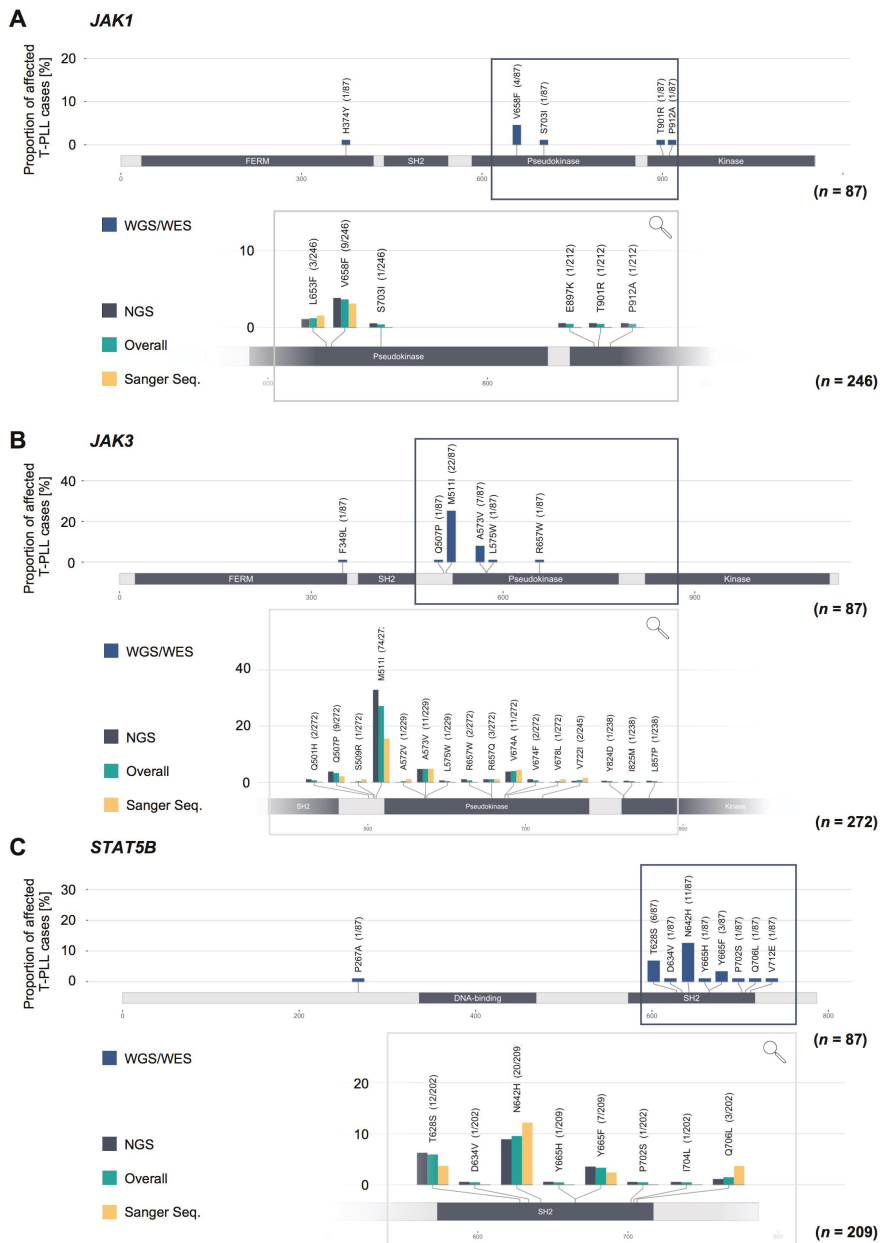 A JAK1
Proportion of affected
T-PLL cases [%]
20
10
0
H374Y (1/87)
V658F (4/87)
S703I (1/87)
T901R (1/87)
P912A (1/87)
FERM SH2 Pseudokinase Kinase
0 300 600 900
(n = 87)
WGS/WES
NGS
Overall
Sanger Seq.
10
0
L653F (3/246)
V658F (9/246)
S703I (1/246)
E897K (1/212)
T901R (1/212)
P912A (1/212)
Pseudokinase
600 800
(n = 246)
B JAK3
Proportion of affected
T-PLL cases [%]
40
20
0
F349L (1/87)
Q507P (1/87)
M511I (22/87)
A573V (7/87)
L575W (1/87)
R657W (1/87)
FERM SH2 Pseudokinase Kinase
0 300 600 900
(n = 87)
WGS/WES
NGS
Overall
Sanger Seq.
40
20
0
Q501H (2/272)
Q507P (9/272)
S509R (1/272)
M511I (74/27:
A572V (1/229)
A573V (11/229)
L575W (1/229)
R657W (2/272)
R657Q (3/272)
V674A (11/272)
V674F (2/272)
V678L (1/272)
V722I (2/245)
Y824D (1/238)
I825M (1/238)
L857P (1/238)
SH2 Pseudokinase Kinase
500 700 900
(n = 272)
C STAT5B
Proportion of affected
T-PLL cases [%]
30
20
10
0
P267A (1/87)
T628S (6/87)
D634V (1/87)
N642H (11/87)
Y665H (1/87)
Y665F (3/87)
P702S (1/87)
Q706L (1/87)
V712E (1/87)
DNA-binding SH2
0 200 400 600 800
(n = 87)
WGS/WES
NGS
Overall
Sanger Seq.
20
10
0
T628S (12/202)
D634V (1/202)
N642H (20/209
Y665H (1/209)
Y665F (7/209)
P702S (1/202)
I704L (1/202)
Q706L (3/202)
SH2
600 700 800
(n = 209)